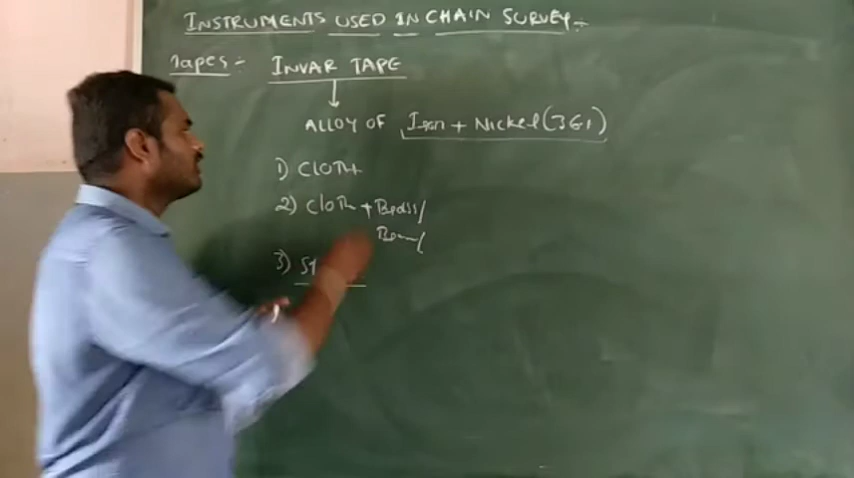 INSTRUMENTS USED IN CHAIN SURVEY:-
Tapes:- INVAR TAPE
ALLOY OF Iron + Nickel (36%)
1) CLOTH
2) CLOTH + Brass/
3) St